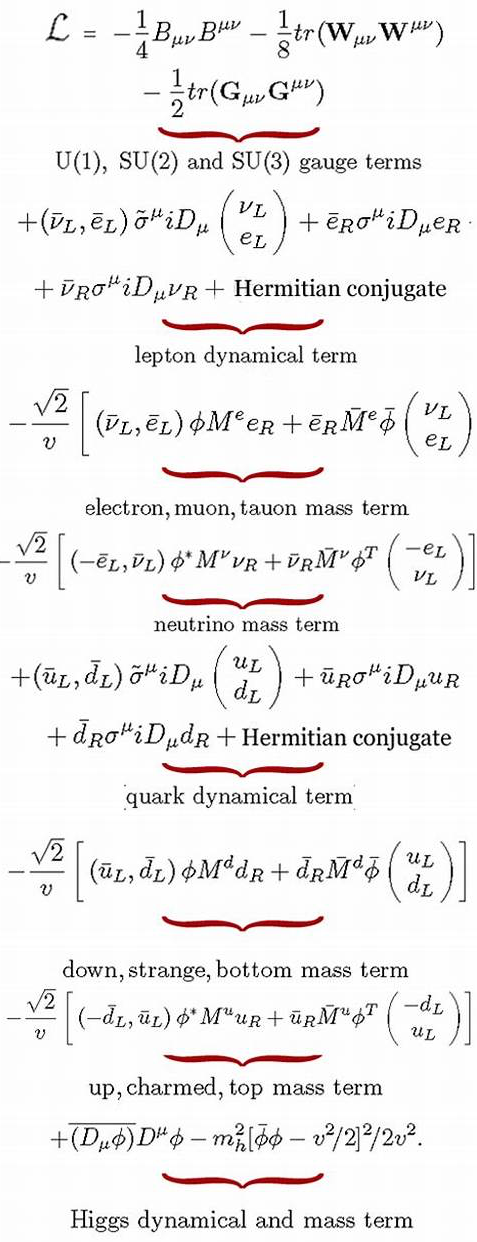 ℒ = −1/4 B_{μν}B^{μν} − 1/8 tr(𝐖_{μν}𝐖^{μν})
− 1/2 tr(𝐆_{μν}𝐆^{μν})
U(1), SU(2) and SU(3) gauge terms
+(ν̄_L, ē_L) σ̃^μ iD_μ (ν_L / e_L) + ē_R σ^μ iD_μ e_R
+ ν̄_R σ^μ iD_μ ν_R + Hermitian conjugate
lepton dynamical term
−√2/v [ (ν̄_L, ē_L) φM^e e_R + ē_R M̄^e φ̄ (ν_L / e_L) ]
electron, muon, tauon mass term
−√2/v [ (−ē_L, ν̄_L) φ* M^ν ν_R + ν̄_R M̄^ν φ^T (−e_L / ν_L) ]
neutrino mass term
+(ū_L, d̄_L) σ̃^μ iD_μ (u_L / d_L) + ū_R σ^μ iD_μ u_R
+ d̄_R σ^μ iD_μ d_R + Hermitian conjugate
quark dynamical term
−√2/v [ (ū_L, d̄_L) φM^d d_R + d̄_R M̄^d φ̄ (u_L / d_L) ]
down, strange, bottom mass term
−√2/v [ (−d̄_L, ū_L) φ* M^u u_R + ū_R M̄^u φ^T (−d_L / u_L) ]
up, charmed, top mass term
+\overline{(D_μφ)}D^μφ − m_h^2[φ̄φ − v^2/2]^2/2v^2.
Higgs dynamical and mass term